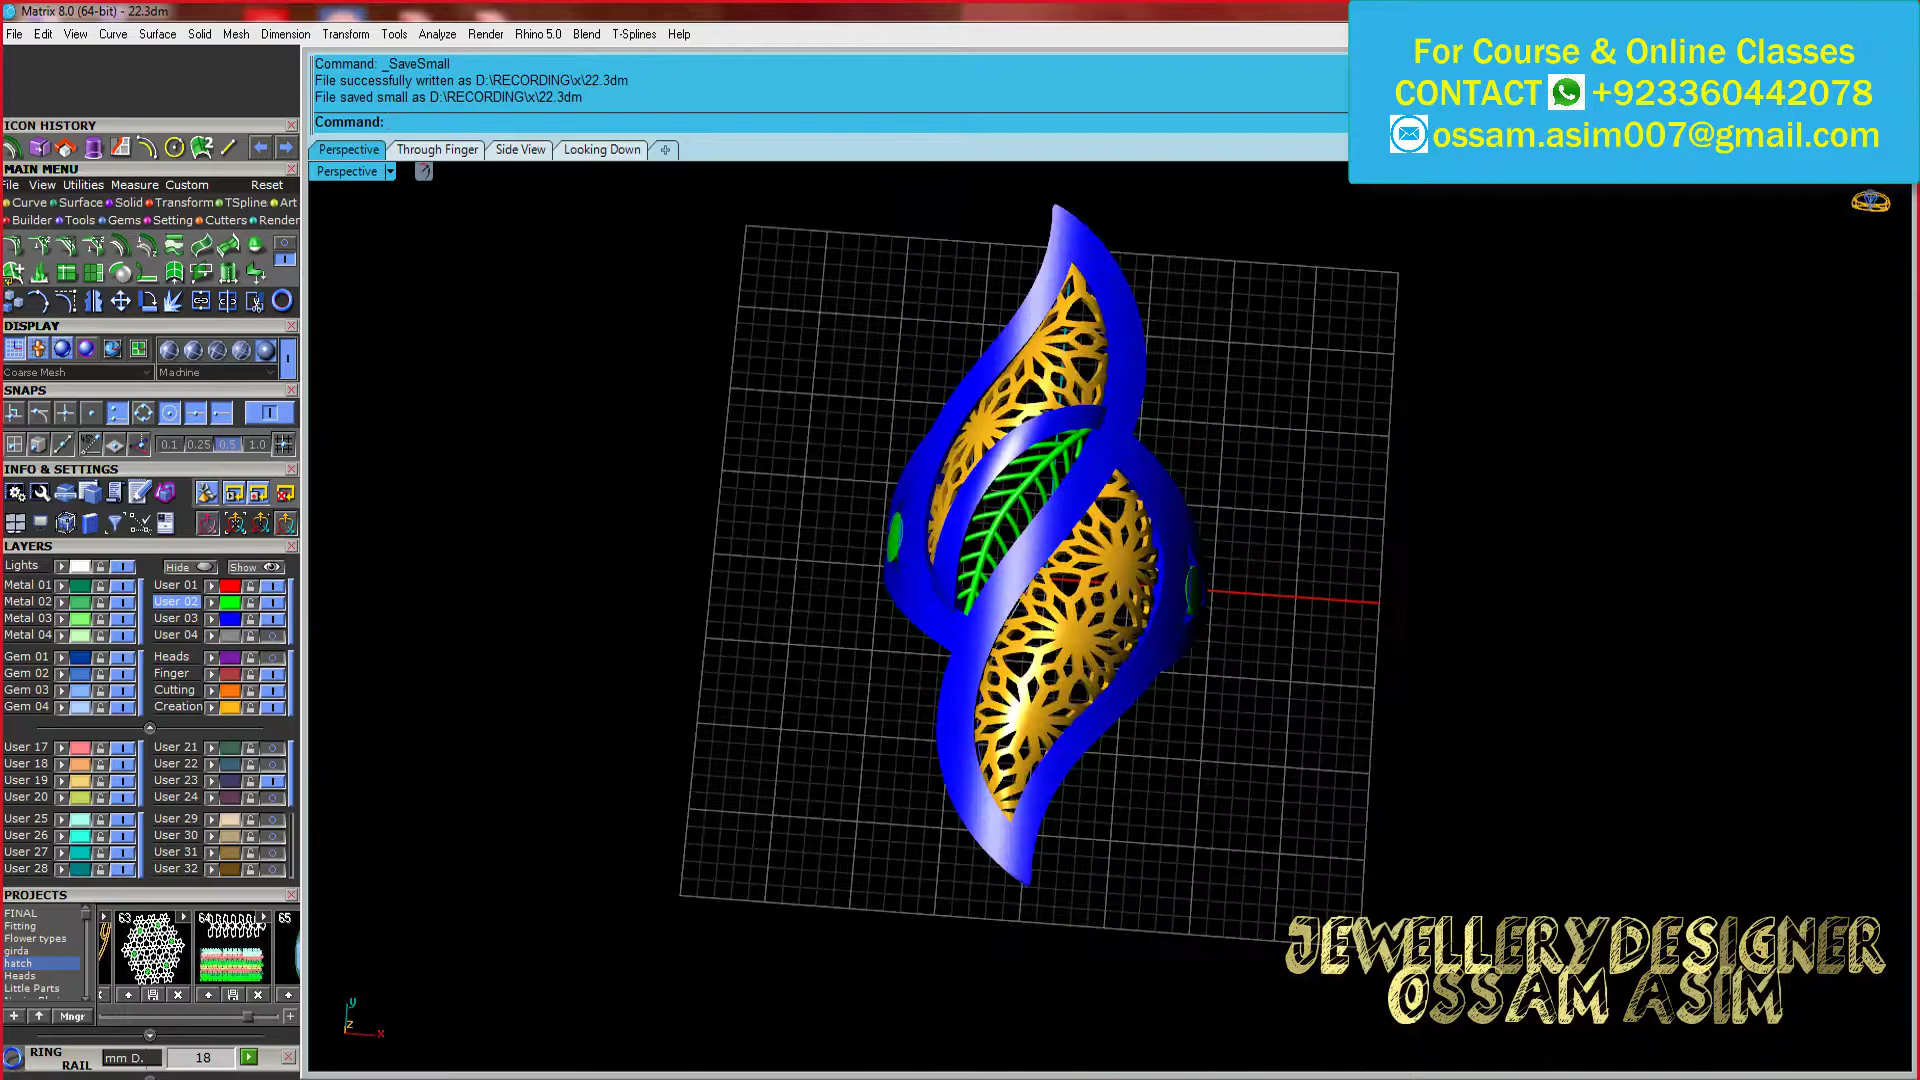 Matrix 8.0 (64-bit) - 22.3dm
File Edit View Curve Surface Solid Mesh Dimension Transform Tools Analyze Render Rhino 5.0 Blend T-Splines Help
For Course & Online Classes
CONTACT +923360442078
ossam.asim007@gmail.com
Command: _SaveSmall
File successfully written as D:\RECORDING\x\22.3dm
File saved small as D:\RECORDING\x\22.3dm
Command:
Perspective Through Finger Side View Looking Down
Perspective
ICON HISTORY
MAIN MENU
File View Utilities Measure Custom Reset
Curve Surface Solid Transform TSpline Art
Builder Tools Gems Setting Cutters Render
DISPLAY
Coarse Mesh Machine
SNAPS
0.1 0.25 0.5 1.0
INFO & SETTINGS
LAYERS
Lights Hide Show
Metal 01 User 01
Metal 02 User 02
Metal 03 User 03
Metal 04 User 04
Gem 01 Heads
Gem 02 Finger
Gem 03 Cutting
Gem 04 Creation
User 17 User 21
User 18 User 22
User 19 User 23
User 20 User 24
User 25 User 29
User 26 User 30
User 27 User 31
User 28 User 32
PROJECTS
FINAL
Fitting
Flower types
girda
hatch
Heads
Little Parts
63 64 65
Mngr
RING RAIL mm D. 18
y
z
x
JEWELLERYDESIGNER
OSSAM ASIM